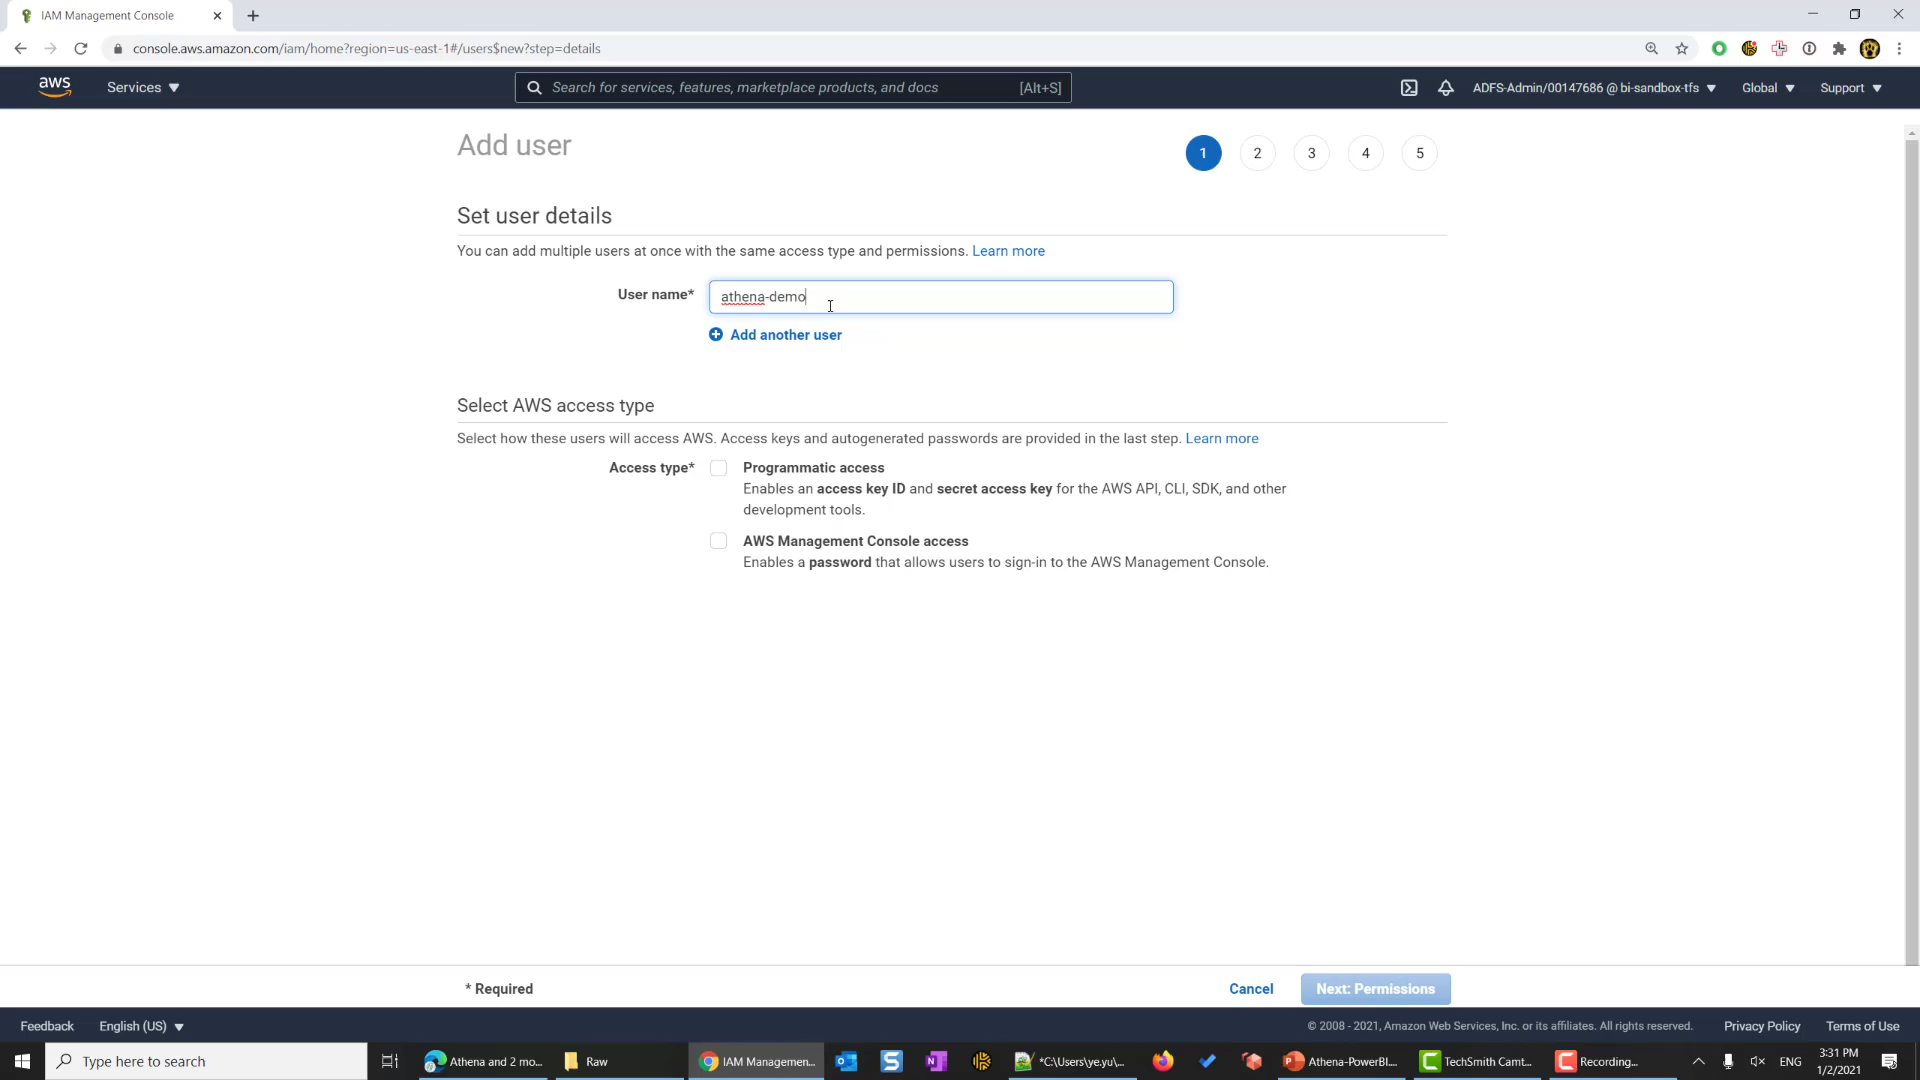 IAM Management Console
console.aws.amazon.com/iam/home?region=us-east-1#/users$new?step=details
aws
Services
Search for services, features, marketplace products, and docs
[Alt+S]
ADFS-Admin/00147686 @ bi-sandbox-tfs
Global
Support
Add user
1
2
3
4
5
Set user details
You can add multiple users at once with the same access type and permissions. Learn more
User name*
athena-demo
Add another user
Select AWS access type
Select how these users will access AWS. Access keys and autogenerated passwords are provided in the last step. Learn more
Access type*
Programmatic access
Enables an access key ID and secret access key for the AWS API, CLI, SDK, and other
development tools.
AWS Management Console access
Enables a password that allows users to sign-in to the AWS Management Console.
* Required
Cancel
Next: Permissions
Feedback
English (US)
© 2008 - 2021, Amazon Web Services, Inc. or its affiliates. All rights reserved.
Privacy Policy
Terms of Use
Type here to search
Athena and 2 mo...
Raw
IAM Managemen...
*C:\Users\ye.yu\...
Athena-PowerBI...
TechSmith Camt...
Recording...
ENG
3:31 PM
1/2/2021